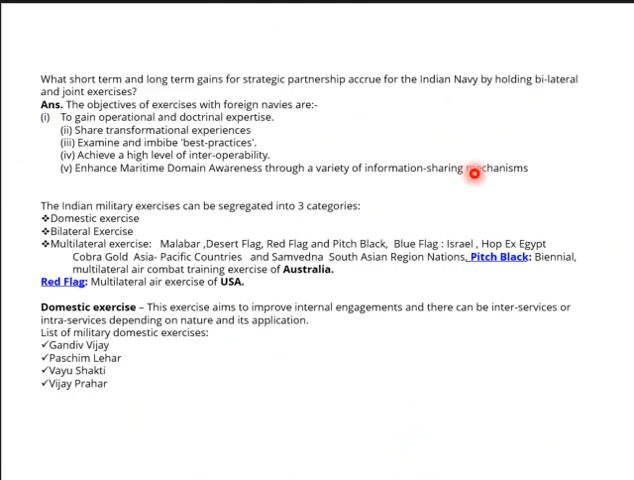 What short term and long term gains for strategic partnership accrue for the Indian Navy by holding bi-lateral
and joint exercises?
Ans. The objectives of exercises with foreign navies are:-
(i) To gain operational and doctrinal expertise.
(ii) Share transformational experiences
(iii) Examine and imbibe 'best-practices'.
(iv) Achieve a high level of inter-operability.
(v) Enhance Maritime Domain Awareness through a variety of information-sharing mechanisms
The Indian military exercises can be segregated into 3 categories:
❖Domestic exercise
❖Bilateral Exercise
❖Multilateral exercise: Malabar ,Desert Flag, Red Flag and Pitch Black, Blue Flag : Israel , Hop Ex Egypt
Cobra Gold Asia- Pacific Countries and Samvedna South Asian Region Nations, Pitch Black: Biennial,
multilateral air combat training exercise of Australia.
Red Flag: Multilateral air exercise of USA.
Domestic exercise – This exercise aims to improve internal engagements and there can be inter-services or
intra-services depending on nature and its application.
List of military domestic exercises:
✓Gandiv Vijay
✓Paschim Lehar
✓Vayu Shakti
✓Vijay Prahar